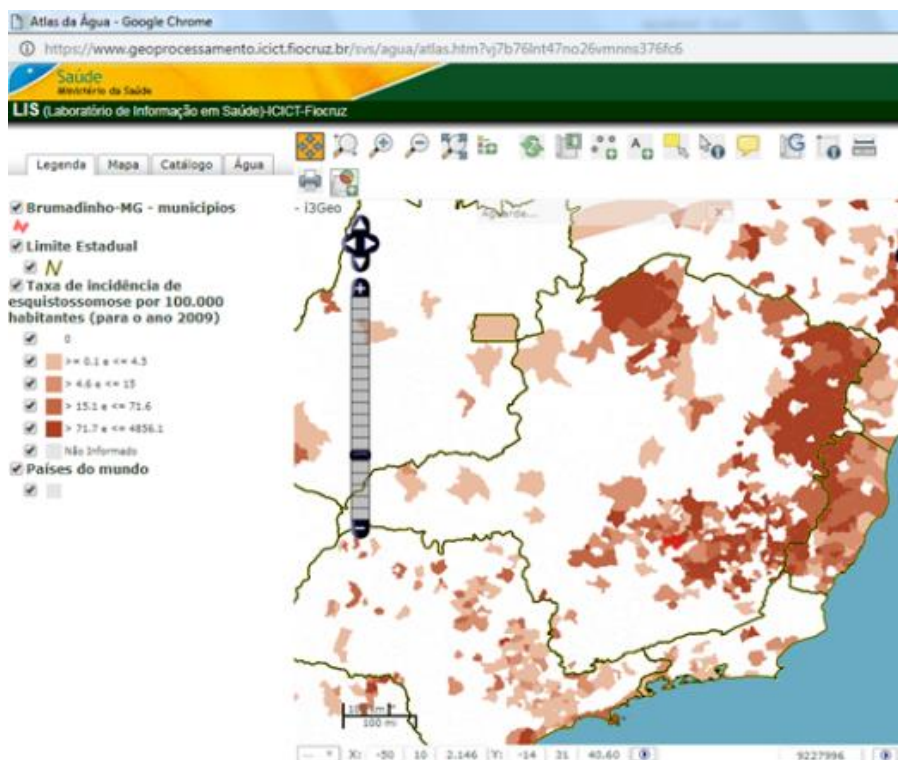 Atlas da Água - Google Chrome
https://www.geoprocessamento.icict.fiocruz.br/svs/agua/atlas.htm?vj7b76lnt47no26vmnns376fc6
Saúde
Ministério da Saúde
LIS (Laboratório de Informação em Saúde)-ICICT-Fiocruz
Legenda Mapa Catálogo Água
- i3Geo
Aguarde...
Brumadinho-MG - municipios
Limite Estadual
Taxa de incidência de
esquistossomose por 100.000
habitantes (para o ano 2009)
0
>= 0.1 e <= 4.5
> 4.6 e <= 15
> 15.1 e <= 71.6
> 71.7 e <= 4856.1
Não Informado
Países do mundo
100 mi
--- X: -50 10 2.146 Y: -14 21 40.60 9227996